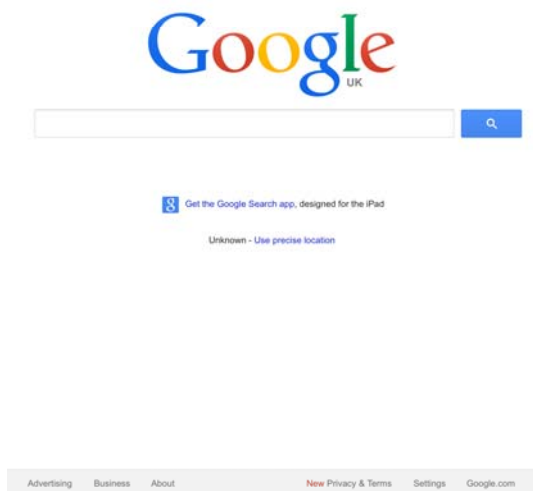 Google
UK
Get the Google Search app, designed for the iPad
Unknown - Use precise location
Advertising Business About New Privacy & Terms Settings Google.com